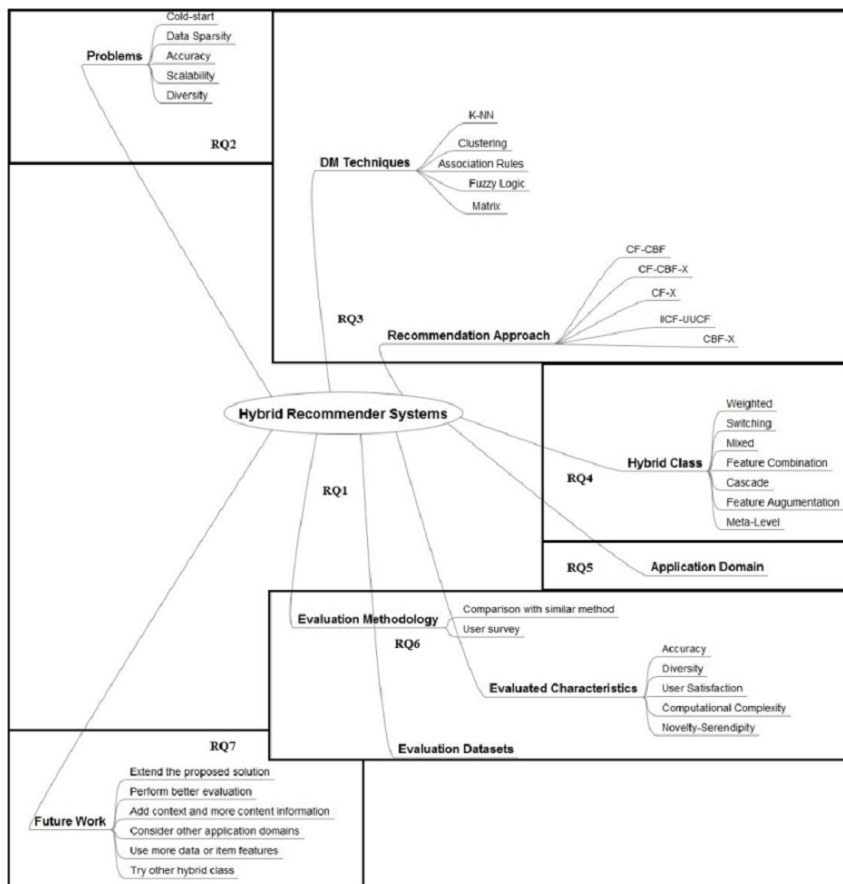 Cold-start
Data Sparsity
Problems
Accuracy
Scalability
Diversity
RQ2
K-NN
Clustering
DM Techniques
Association Rules
Fuzzy Logic
Matrix
CF-CBF
CF-CBF-X
CF-X
RQ3
IICF-UUCF
Recommendation Approach
CBF-X
Hybrid Recommender Systems
RQ1
Weighted
Switching
Mixed
Hybrid Class
Feature Combination
RQ4
Cascade
Feature Augumentation
Meta-Level
RQ5
Application Domain
Evaluation Methodology
Comparison with similar method
User survey
RQ6
Accuracy
Diversity
Evaluated Characteristics
User Satisfaction
Computational Complexity
Novelty-Serendipity
Evaluation Datasets
RQ7
Extend the proposed solution
Perform better evaluation
Add context and more content information
Future Work
Consider other application domains
Use more data or item features
Try other hybrid class